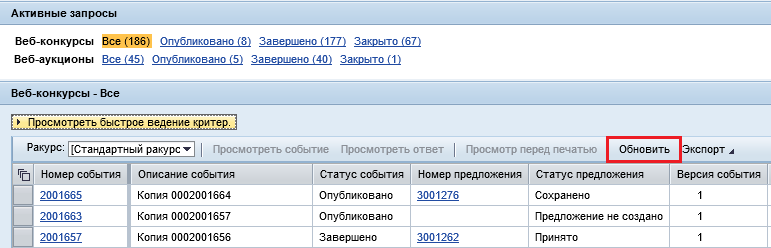 Активные запросы
Веб-конкурсы Все (186) Опубликовано (8) Завершено (177) Закрыто (67)
Веб-аукционы Все (45) Опубликовано (5) Завершено (40) Закрыто (1)
Веб-конкурсы - Все
Просмотреть быстрое ведение критер.
Ракурс: [Стандартный ракурс Просмотреть событие Просмотреть ответ Просмотр перед печатью Обновить Экспорт
Номер события Описание события Статус события Номер предложения Статус предложения Версия события
2001665 Копия 0002001664 Опубликовано 3001276 Сохранено 1
2001663 Копия 0002001657 Опубликовано Предложение не создано 1
2001657 Копия 0002001656 Завершено 3001262 Принято 1